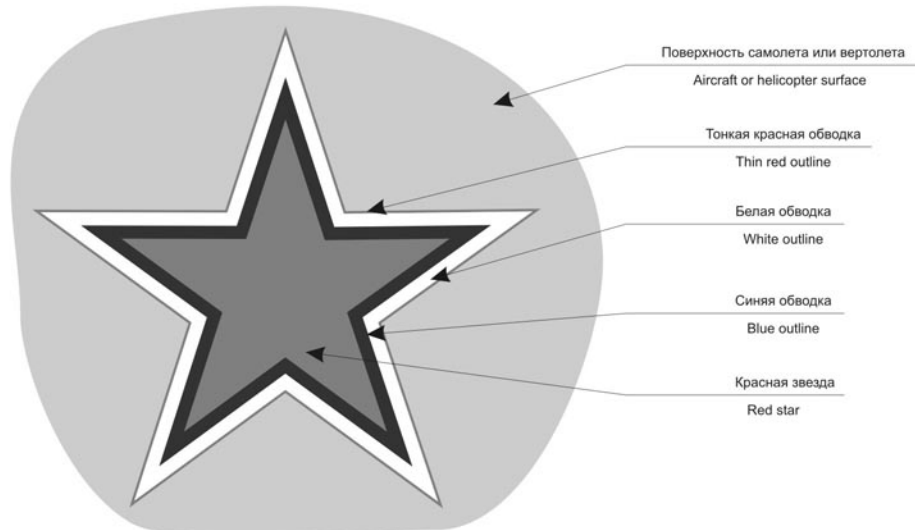 Поверхность самолета или вертолета
Aircraft or helicopter surface
Тонкая красная обводка
Thin red outline
Белая обводка
White outline
Синяя обводка
Blue outline
Красная звезда
Red star